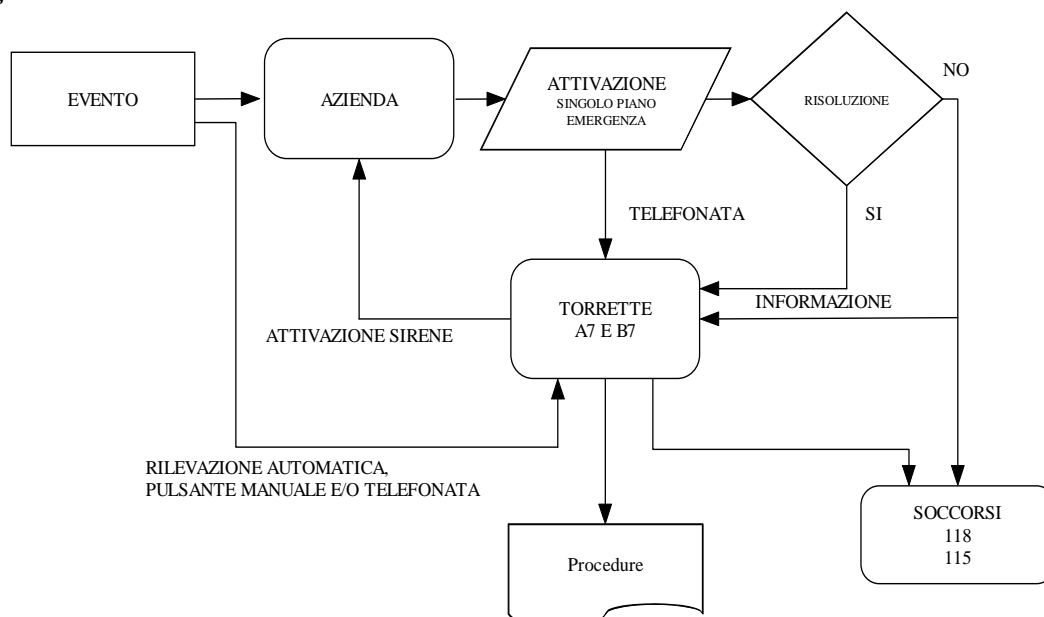 NO
EVENTO
AZIENDA
ATTIVAZIONE
SINGOLO PIANO
EMERGENZA
RISOLUZIONE
TELEFONATA
SI
TORRETTE
A7 E B7
INFORMAZIONE
ATTIVAZIONE SIRENE
RILEVAZIONE AUTOMATICA,
PULSANTE MANUALE E/O TELEFONATA
SOCCORSI
118
115
Procedure